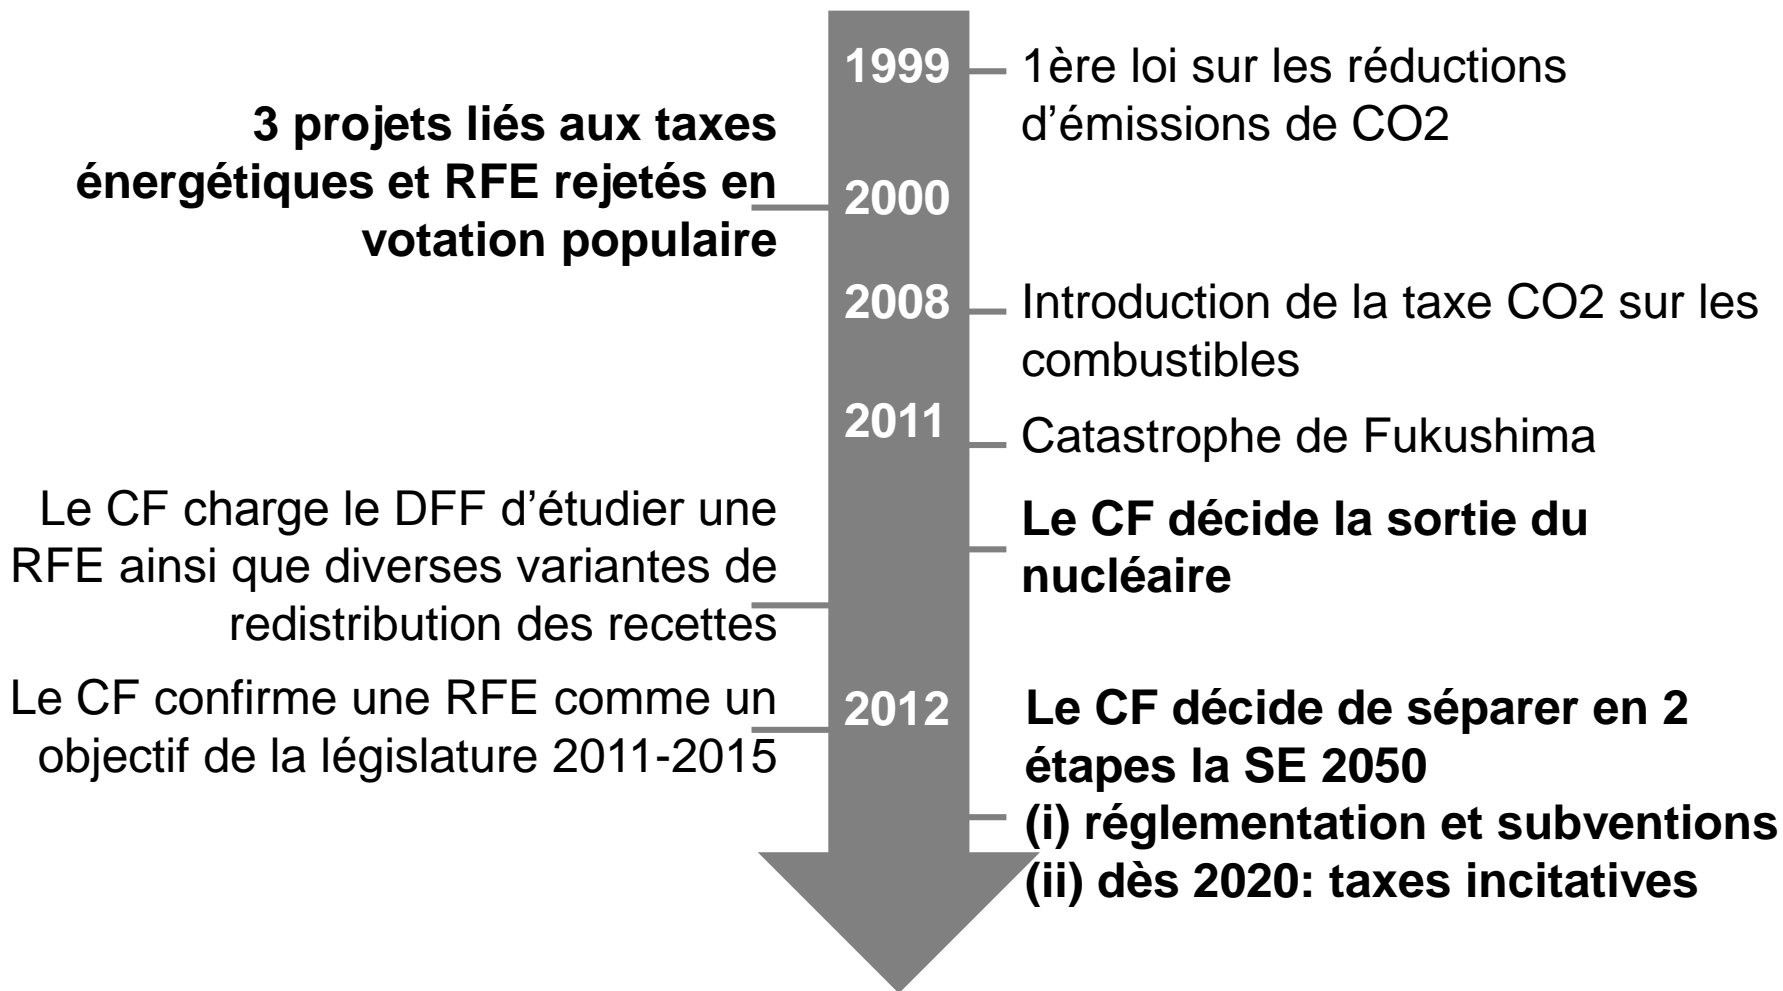 1999
1ère loi sur les réductions
d’émissions de CO2
3 projets liés aux taxes
énergétiques et RFE rejetés en
votation populaire
2000
2008
Introduction de la taxe CO2 sur les
combustibles
2011
Catastrophe de Fukushima
Le CF charge le DFF d’étudier une
RFE ainsi que diverses variantes de
redistribution des recettes
Le CF décide la sortie du
nucléaire
Le CF confirme une RFE comme un
objectif de la législature 2011-2015
2012
Le CF décide de séparer en 2
étapes la SE 2050
(i) réglementation et subventions
(ii) dès 2020: taxes incitatives